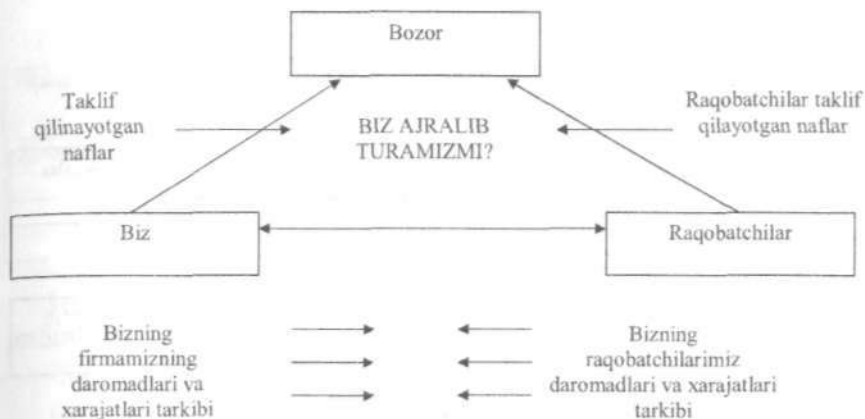 Bozor
Taklif
qilinayotgan
naflar
BIZ AJRALIB
TURAMIZMI?
Raqobatchilar taklif
qilayotgan naflar
Biz
Raqobatchilar
Bizning
firmamizning
daromadlari va
xarajatlari tarkibi
Bizning
raqobatchilarimiz
daromadlari va xarajatlari
tarkibi